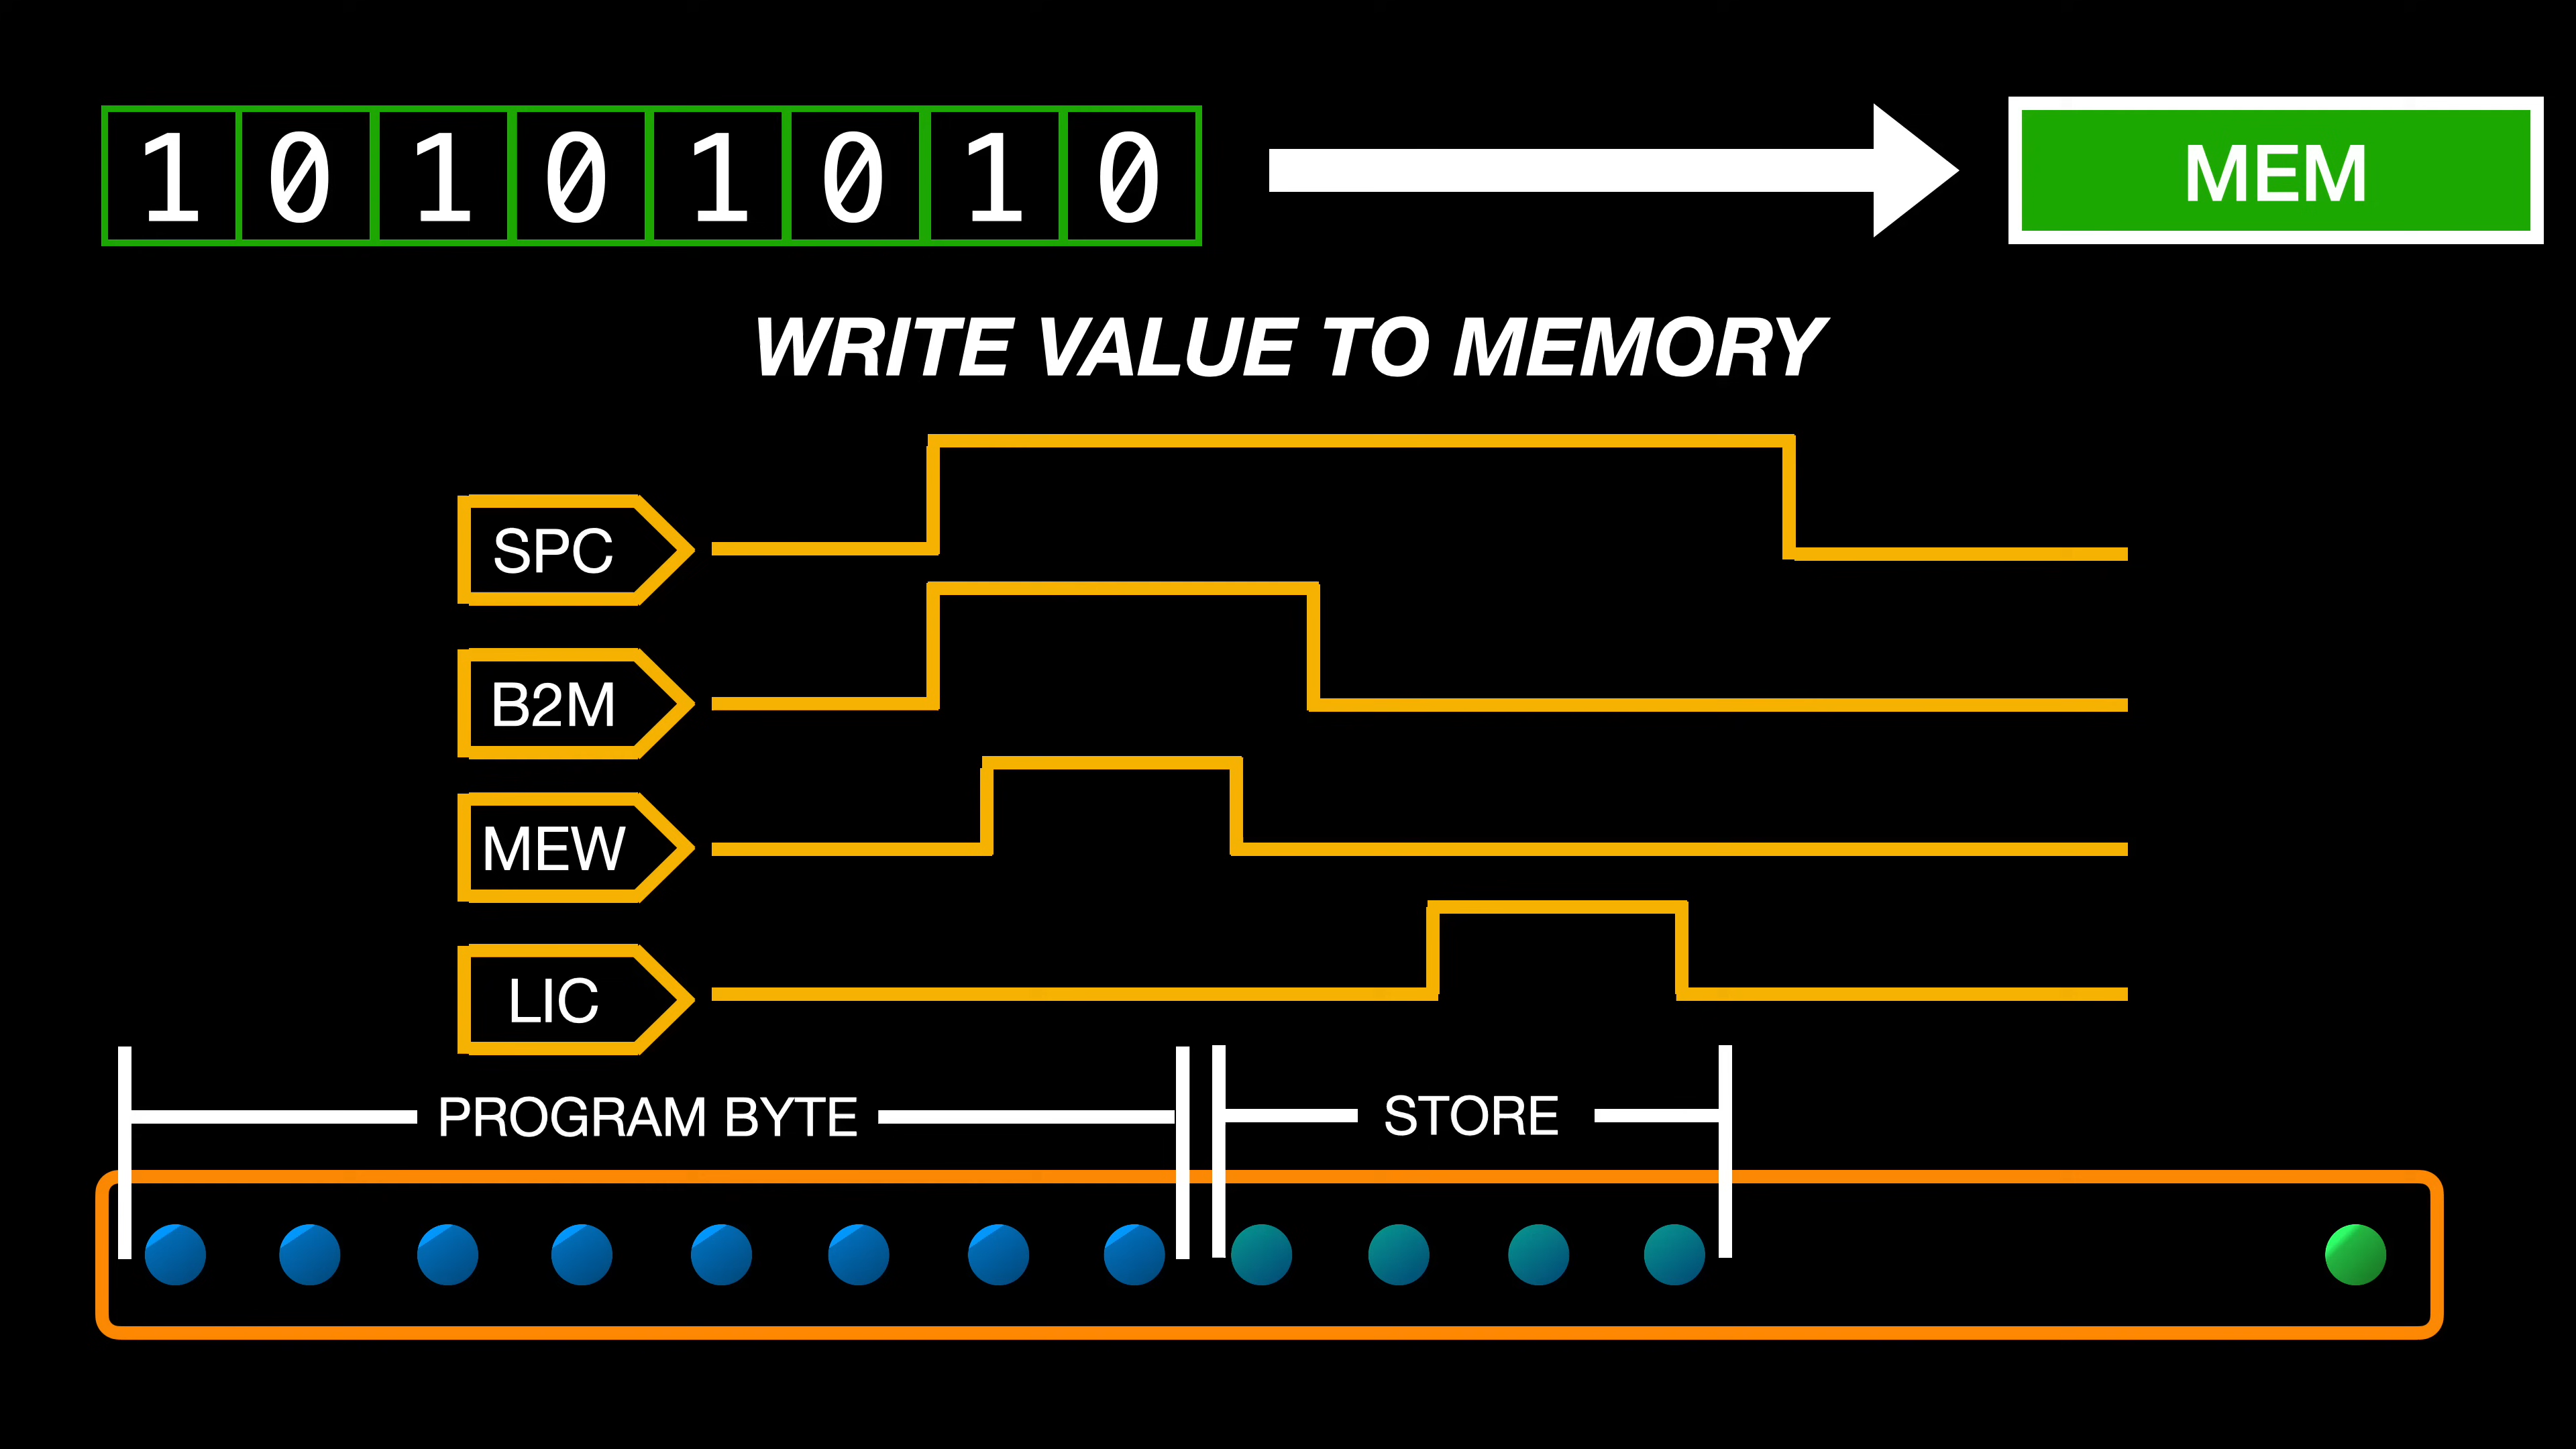 1 0 1 0 1 0 1 0
MEM
WRITE VALUE TO MEMORY
SPC
B2M
MEW
LIC
PROGRAM BYTE
STORE